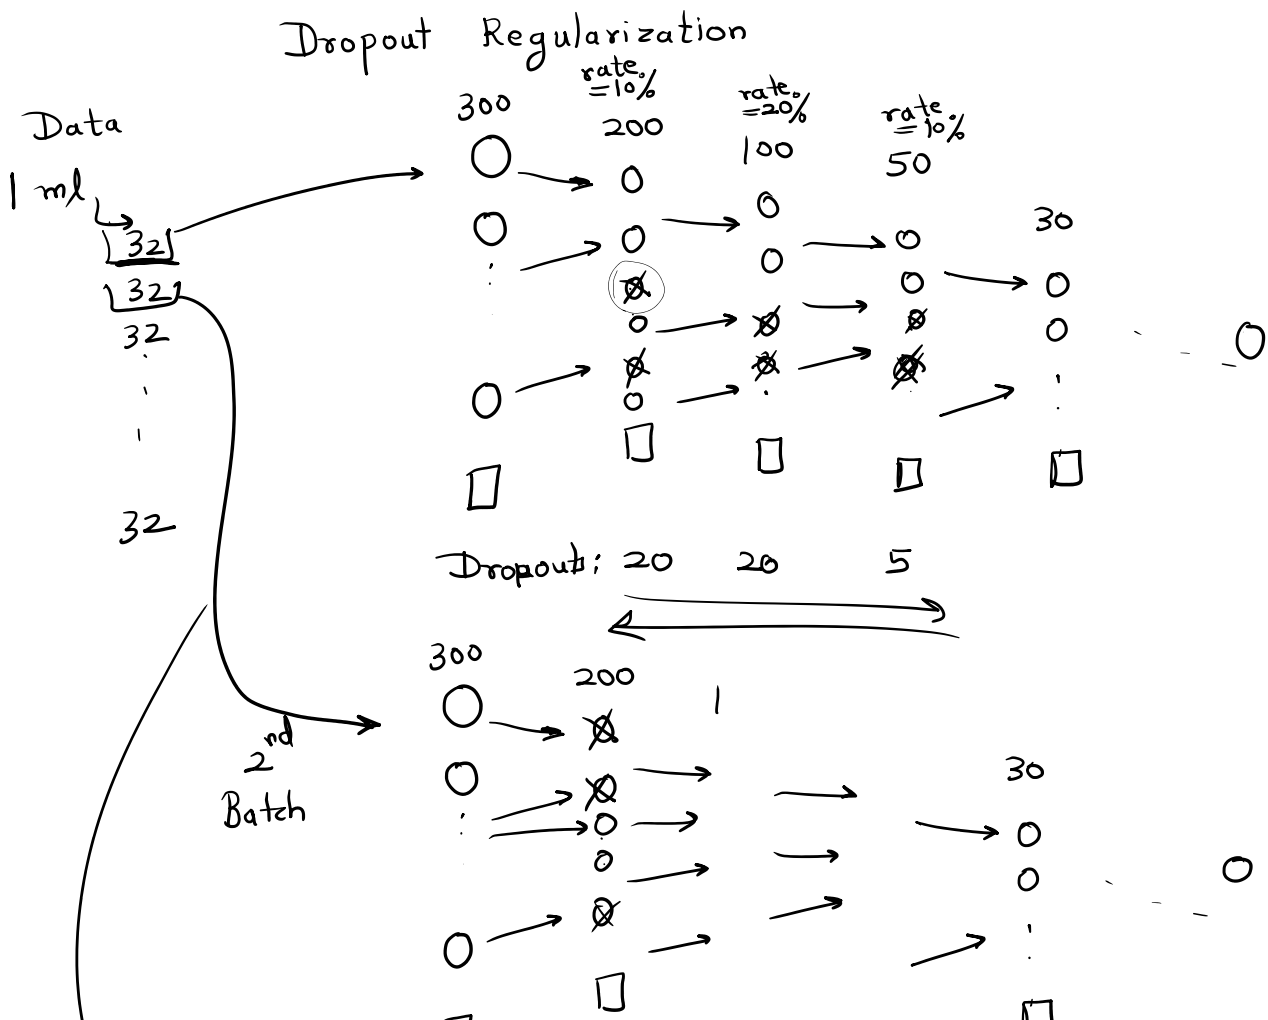 Dropout Regularization
Data
1 ml
32
32
32
32
300
rate.
=10%
200
rate.
=20%
100
rate
=10%
50
30
Dropout: 20 20 5
2nd
Batch
300
200
30